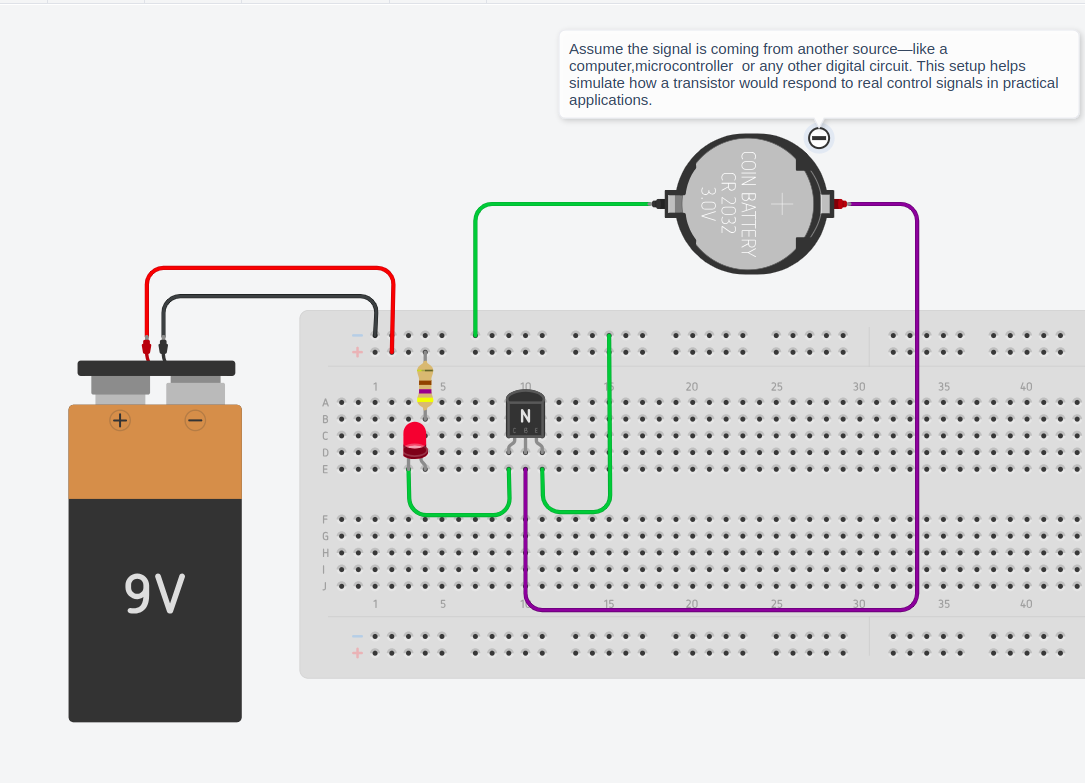 Assume the signal is coming from another source—like a
computer,microcontroller  or any other digital circuit. This setup helps
simulate how a transistor would respond to real control signals in practical
applications.
COIN BATTERY
CR 2032
3.0V
+
− +
1 5 10 15 20 25 30 35 40
A
B
C
D
E
N
C B E
F
G
H
I
J
1 5 10 15 20 25 30 35 40
− +
+ −
9V